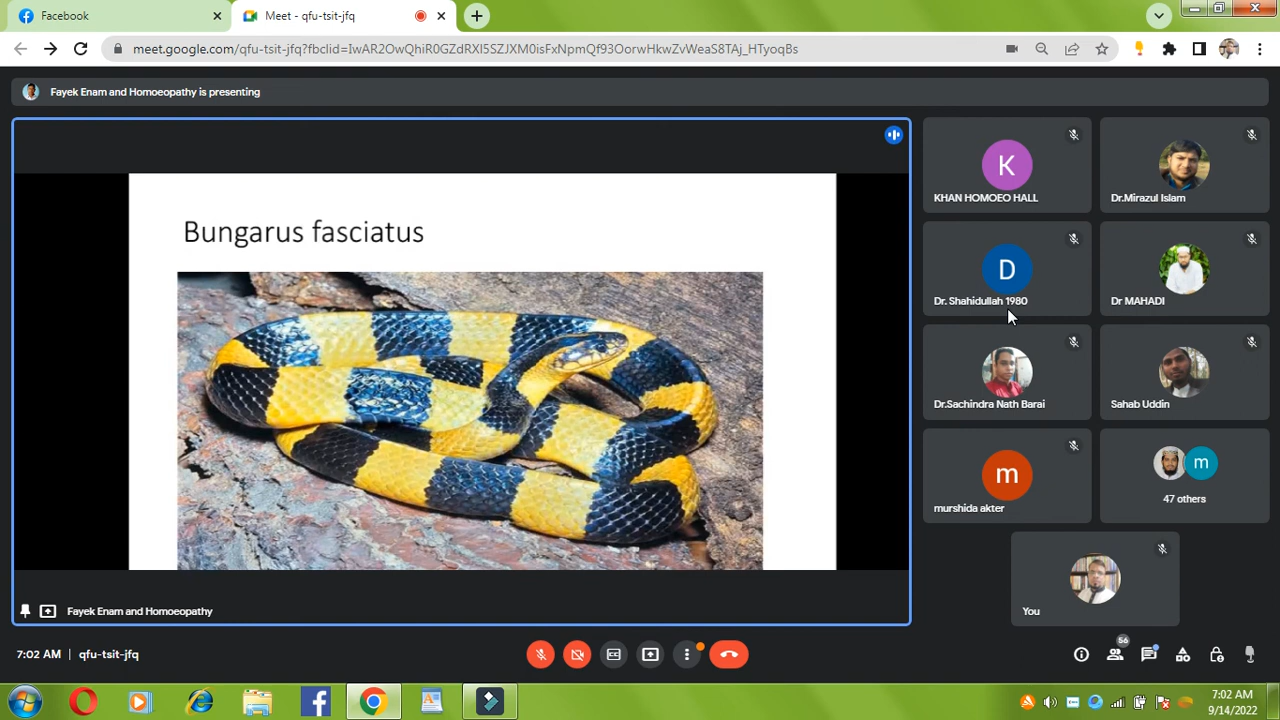 Facebook
Meet - qfu-tsit-jfq
meet.google.com/qfu-tsit-jfq?fbclid=IwAR2OwQhiR0GZdRXI5SZJXM0isFxNpmQf93OorwHkwZvWeaS8TAj_HTyoqBs
Fayek Enam and Homoeopathy is presenting
Bungarus fasciatus
K
KHAN HOMOEO HALL
Dr.Mirazul Islam
D
Dr. Shahidullah 1980
Dr MAHADI
Dr.Sachindra Nath Barai
Sahab Uddin
m
murshida akter
m
47 others
You
Fayek Enam and Homoeopathy
7:02 AM | qfu-tsit-jfq
56
7:02 AM
9/14/2022